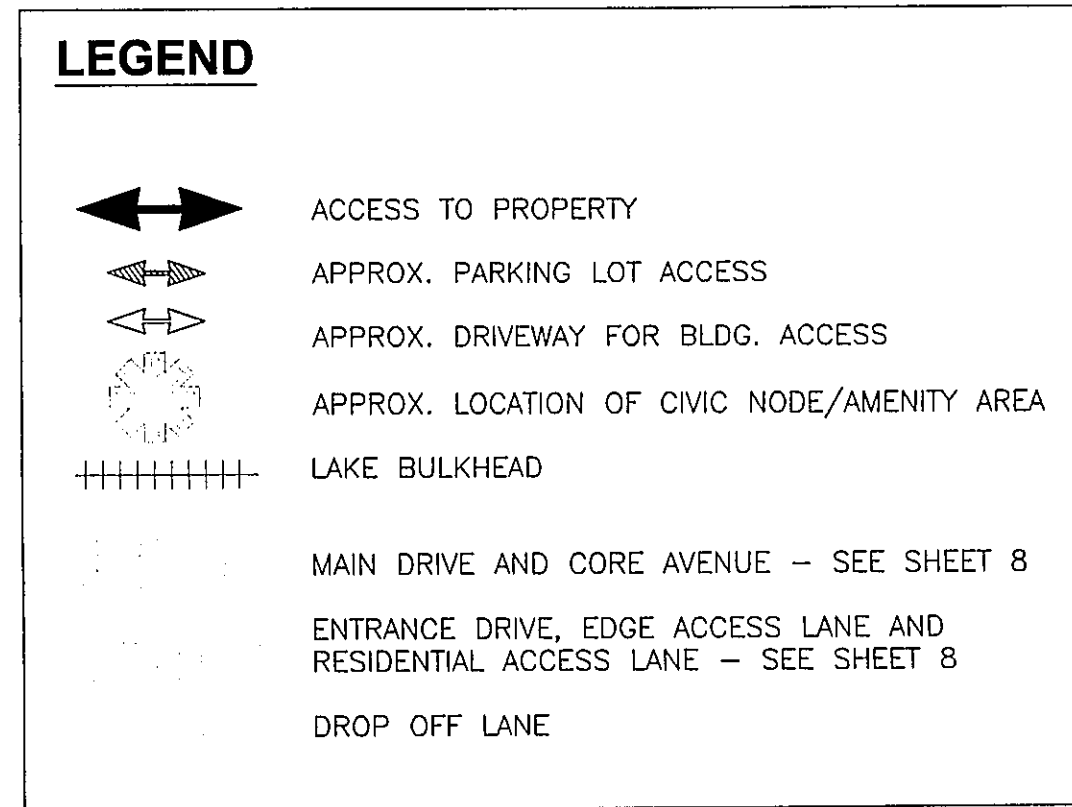 LEGEND
ACCESS TO PROPERTY
APPROX. PARKING LOT ACCESS
APPROX. DRIVEWAY FOR BLDG. ACCESS
APPROX. LOCATION OF CIVIC NODE/AMENITY AREA
LAKE BULKHEAD
MAIN DRIVE AND CORE AVENUE – SEE SHEET 8
ENTRANCE DRIVE, EDGE ACCESS LANE AND
RESIDENTIAL ACCESS LANE – SEE SHEET 8
DROP OFF LANE